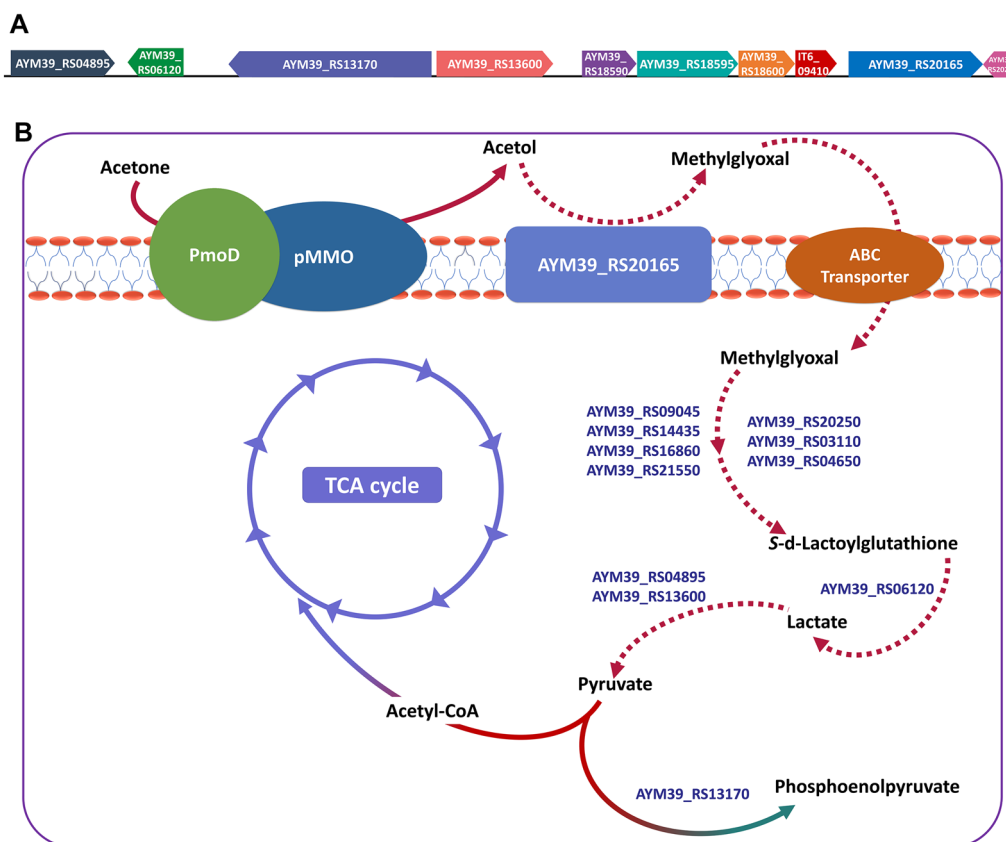 A
AYM39_RS04895
AYM39_
RS06120
AYM39_RS13170
AYM39_RS13600
AYM39_
RS18590
AYM39_RS18595
AYM39_
RS18600
IT6_
09410
AYM39_RS20165
B
Acetone
Acetol
Methylglyoxal
PmoD
pMMO
AYM39_RS20165
ABC
Transporter
Methylglyoxal
AYM39_RS09045
AYM39_RS14435
AYM39_RS16860
AYM39_RS21550
AYM39_RS20250
AYM39_RS03110
AYM39_RS04650
TCA cycle
S-d-Lactoylglutathione
AYM39_RS04895
AYM39_RS13600
AYM39_RS06120
Lactate
Pyruvate
Acetyl-CoA
AYM39_RS13170
Phosphoenolpyruvate